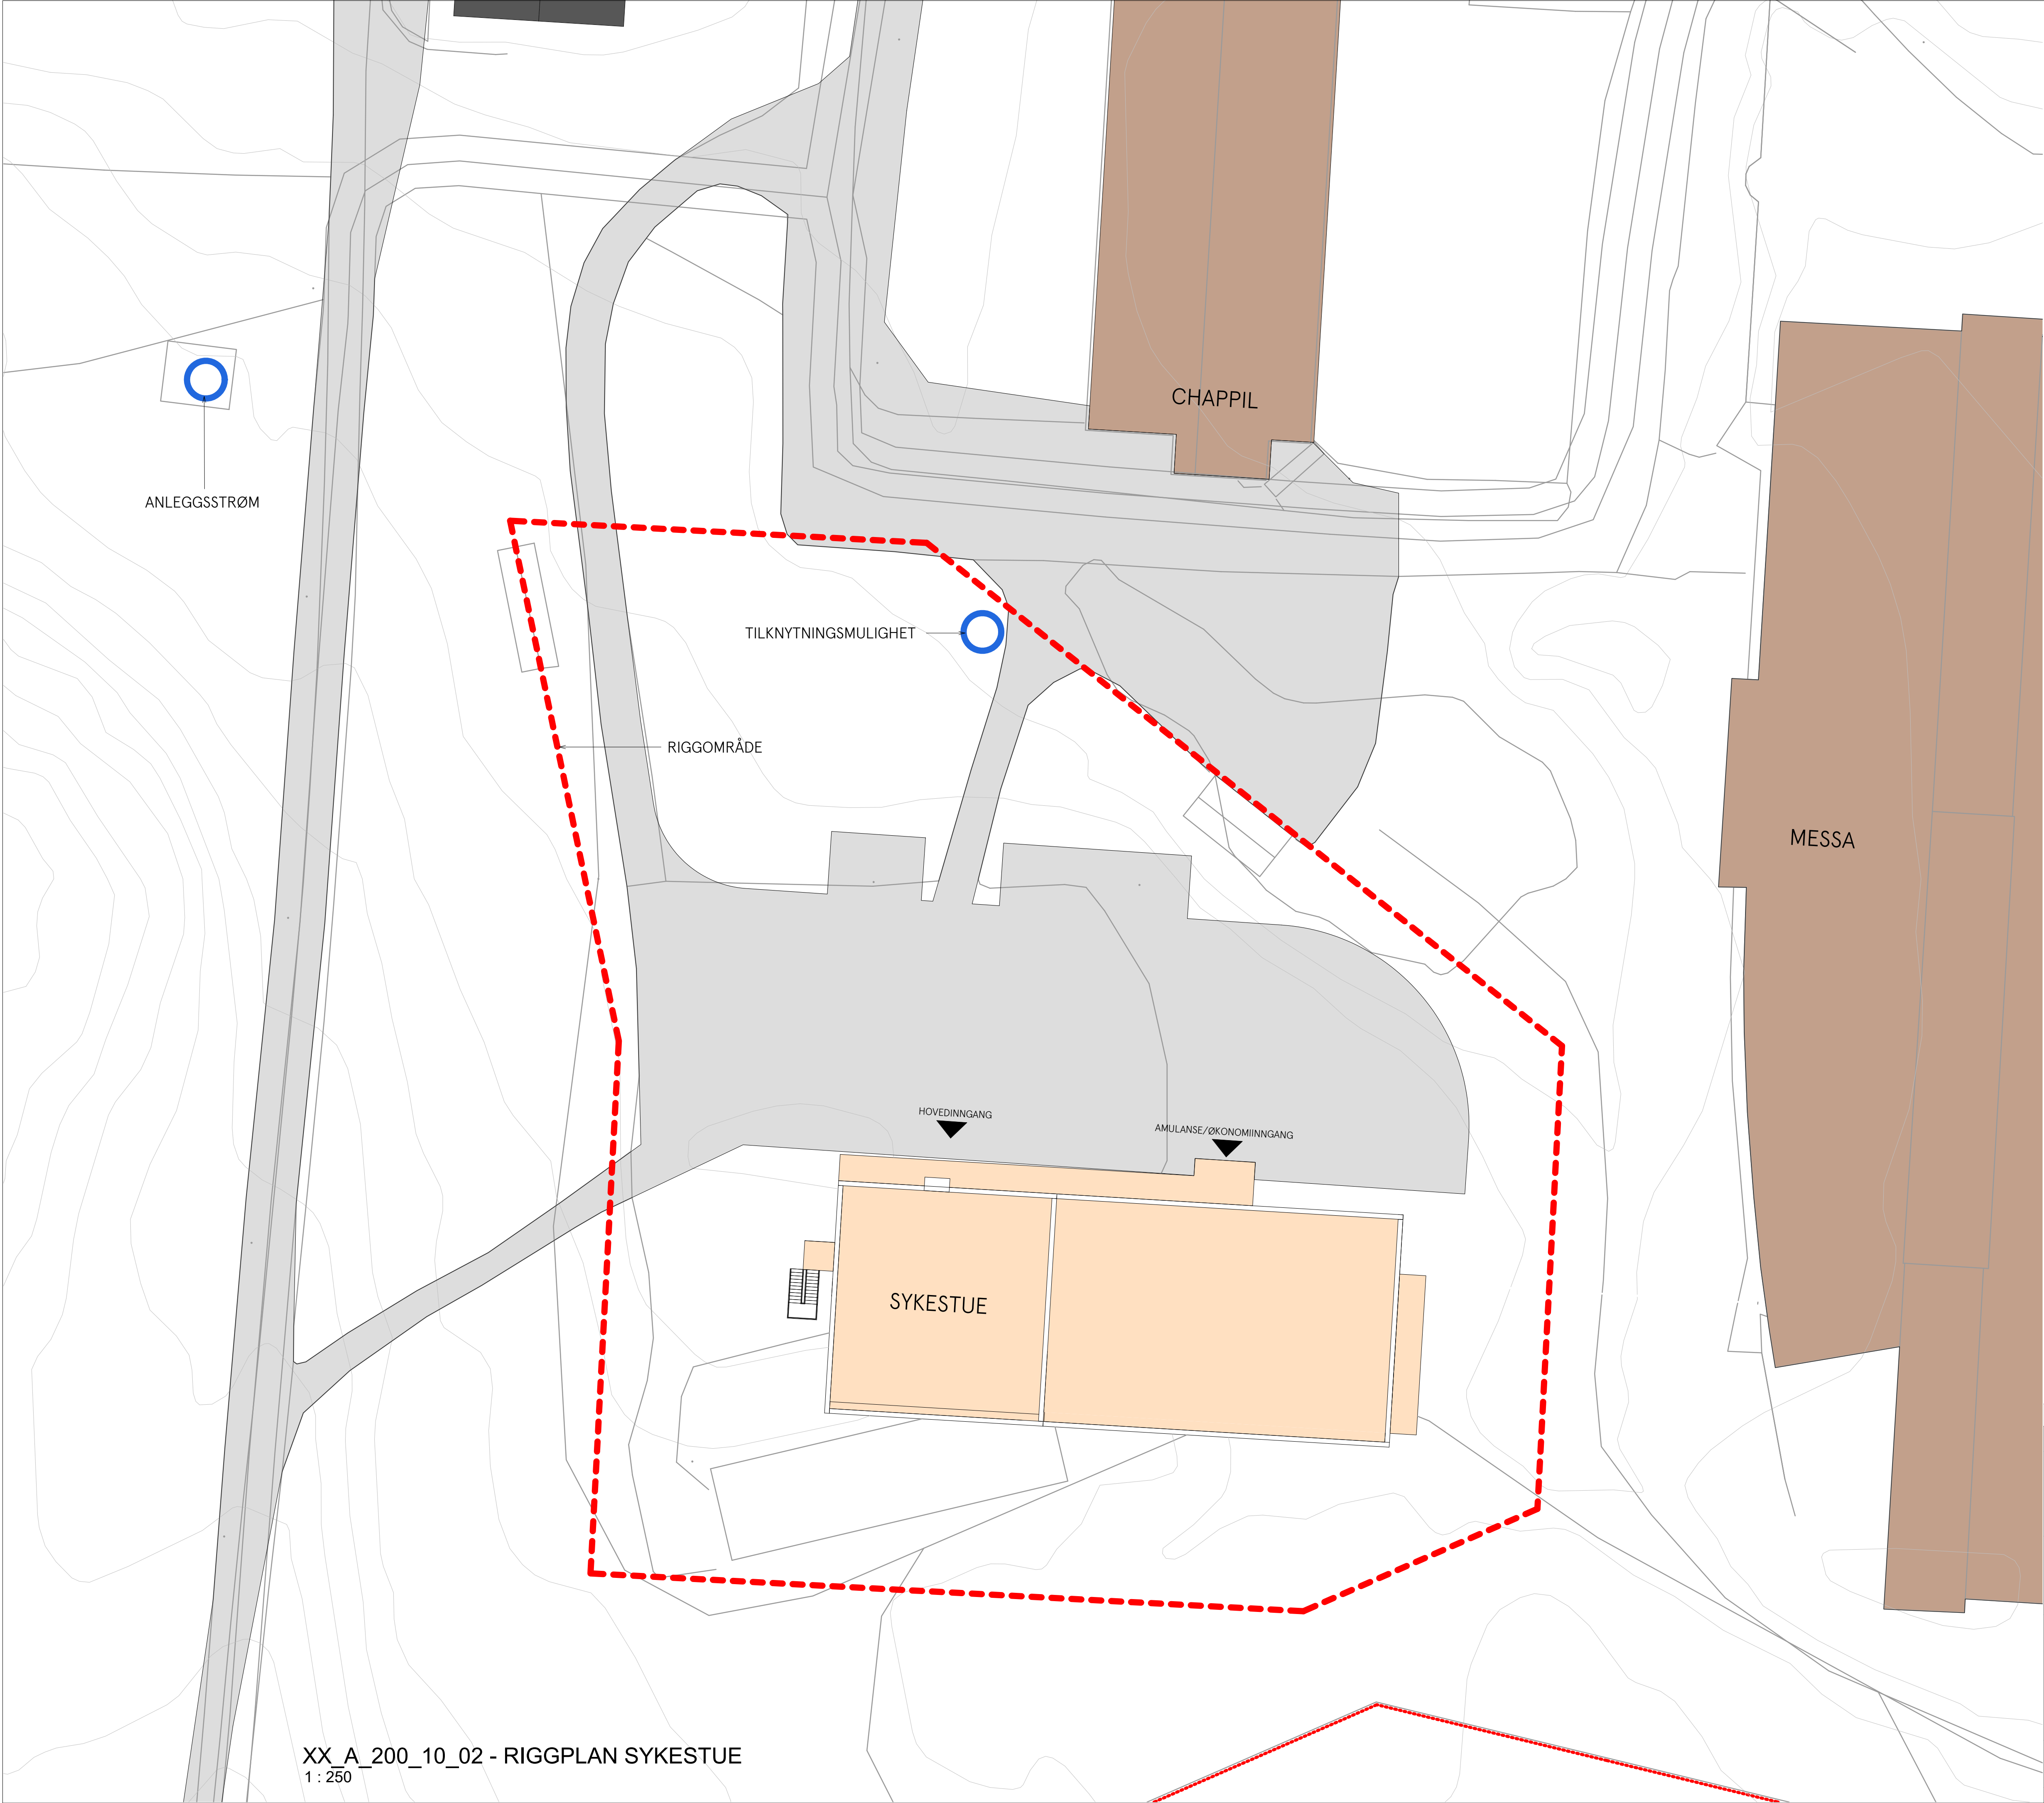 CHAPPIL
ANLEGGSSTRØM
TILKNYTNINGSMULIGHET
RIGGOMRÅDE
MESSA
HOVEDINNGANG
AMULANSE/ØKONOMIINNGANG
SYKESTUE
XX_A_200_10_02 - RIGGPLAN SYKESTUE
1 : 250